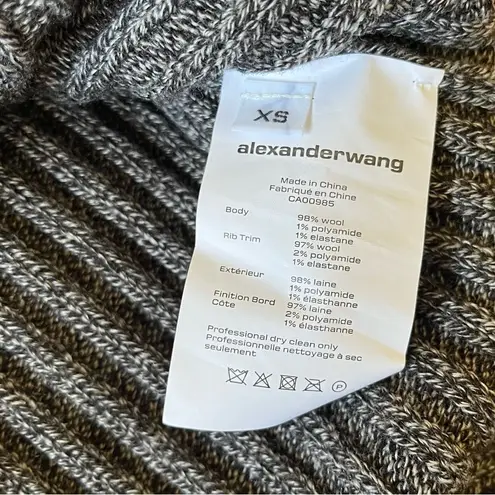 XS
alexanderwang
Made in China
Fabriqué en Chine
CA00985
Body 98% wool
1% polyamide
1% elastane
Rib Trim 97% wool
2% polyamide
1% elastane
Extérieur 98% laine
1% polyamide
1% élasthanne
Finition Bord 97% laine
Côte 2% polyamide
1% élasthanne
Professional dry clean only
Professionnelle nettoyage à sec
seulement
P